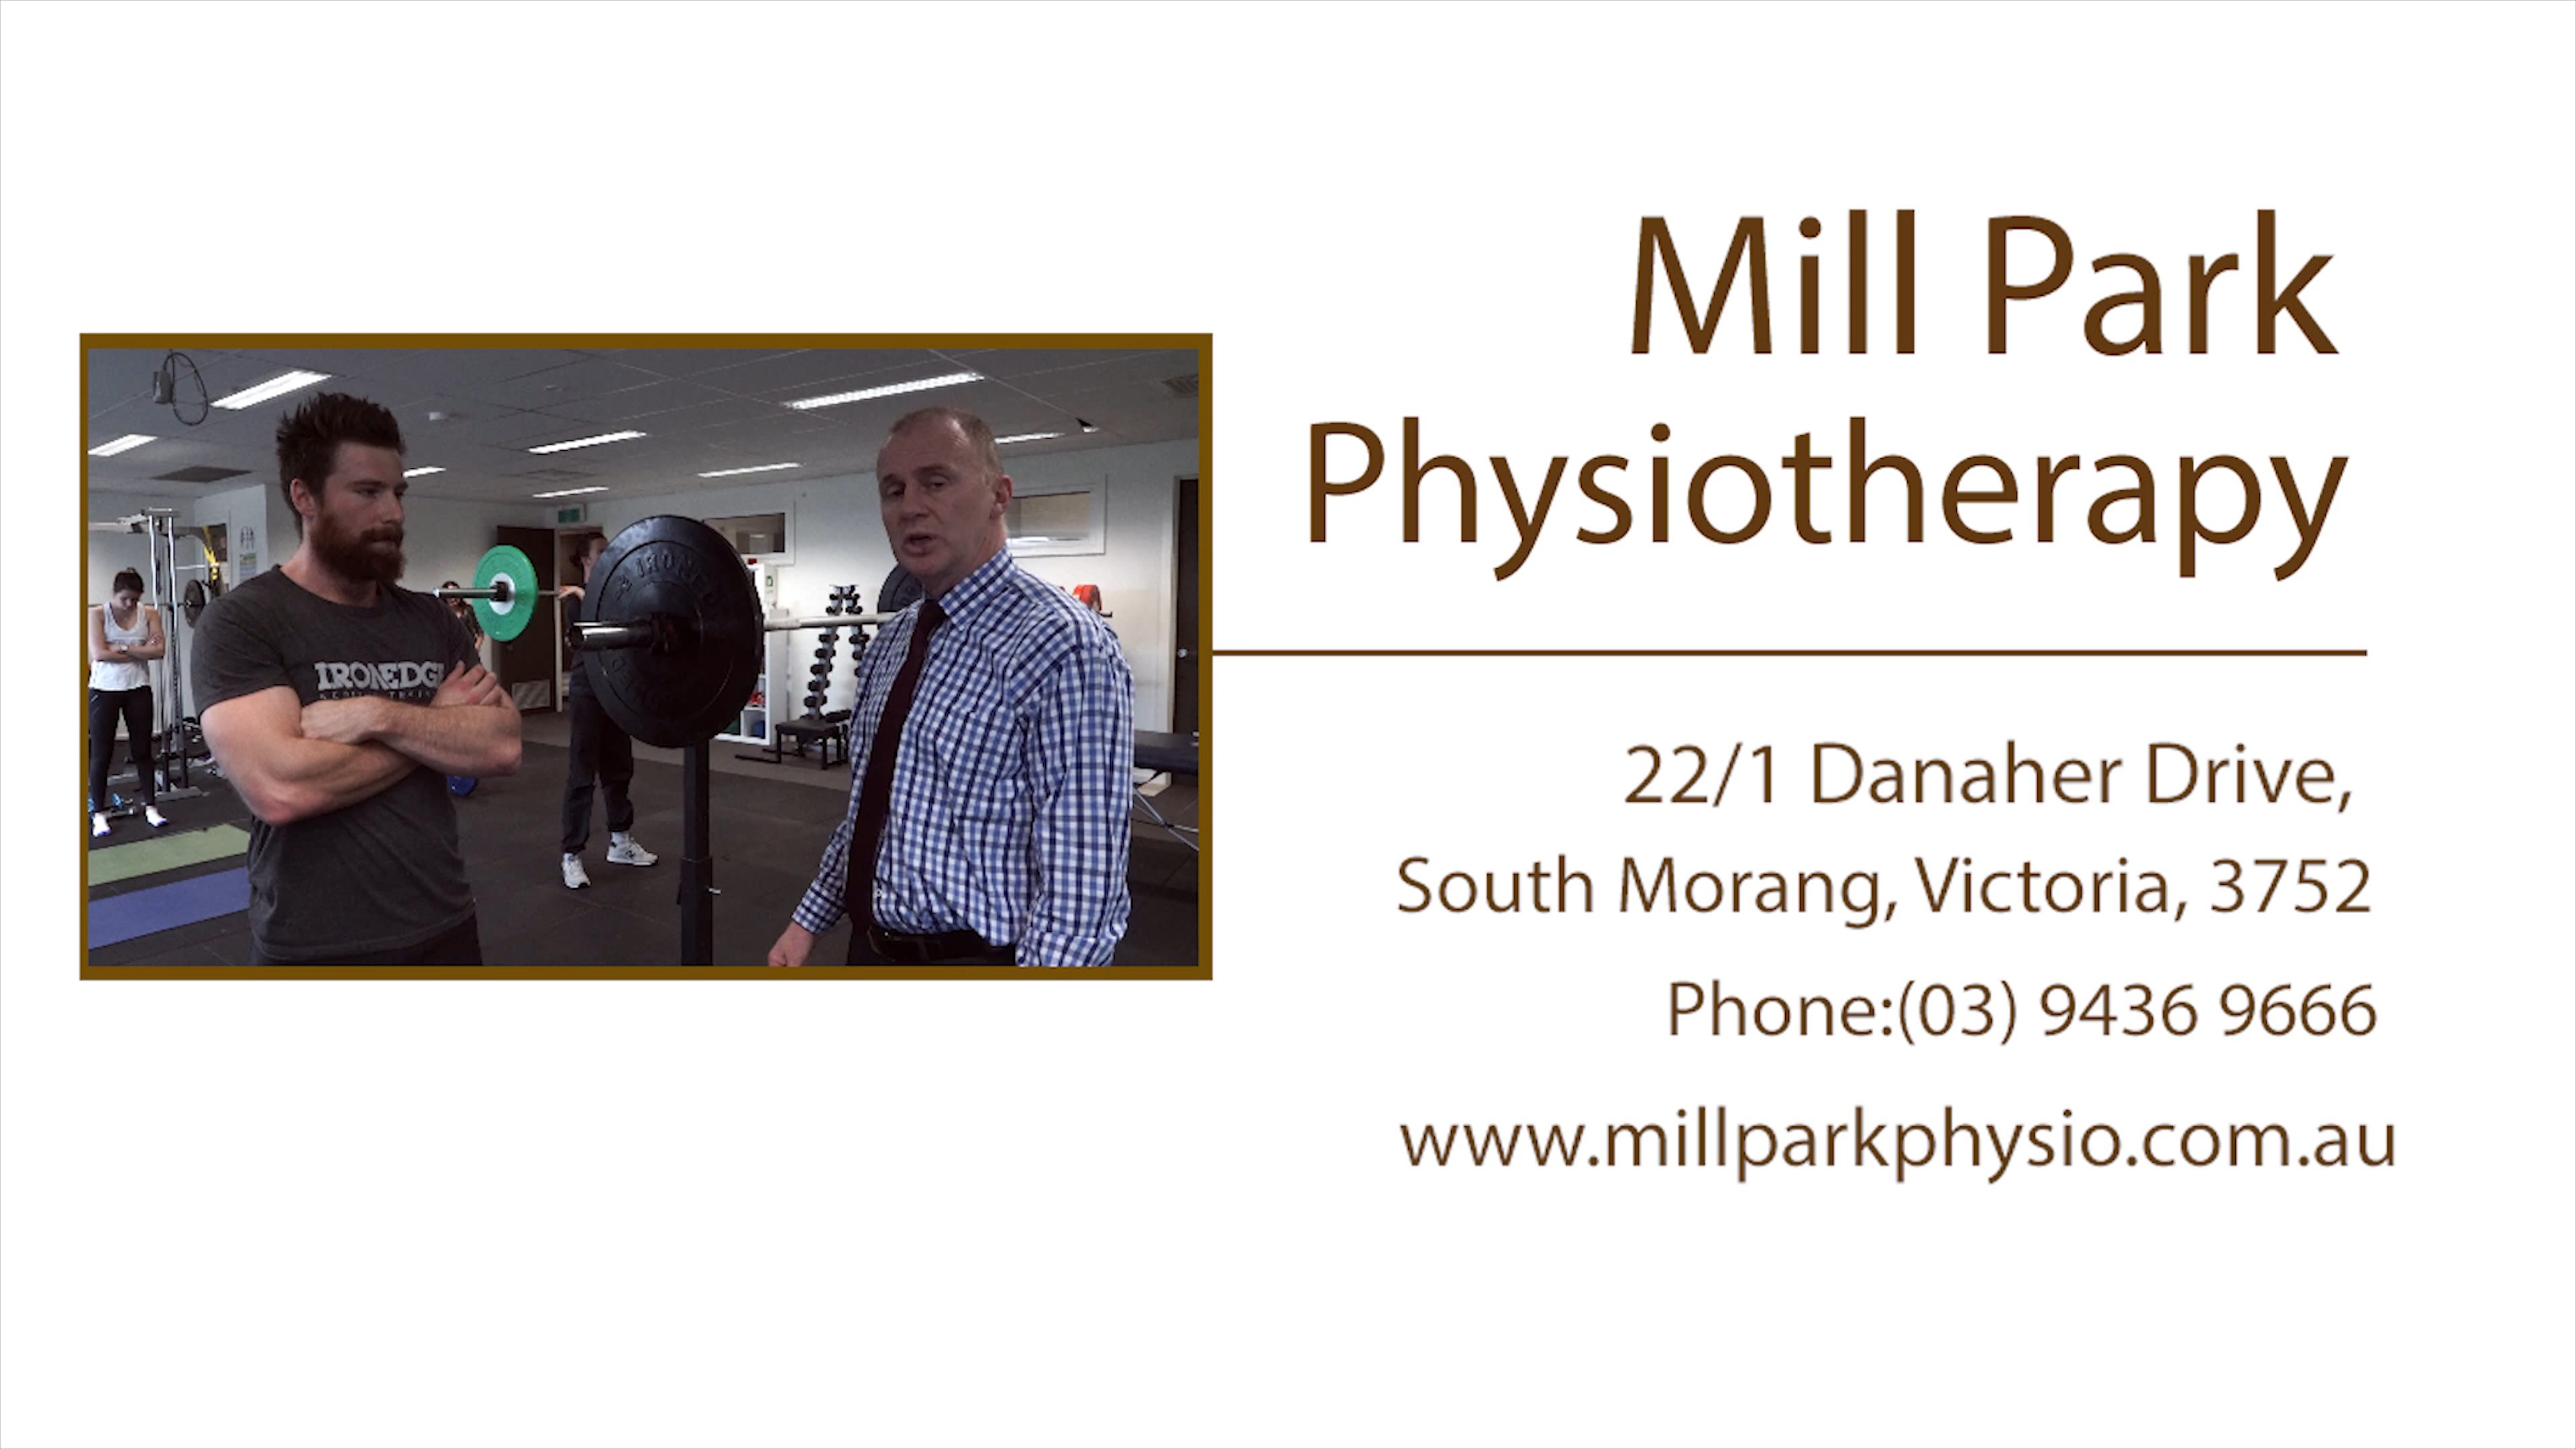 Mill Park
Physiotherapy
22/1 Danaher Drive,
South Morang, Victoria, 3752
Phone:(03) 9436 9666
www.millparkphysio.com.au
IRONEDGE